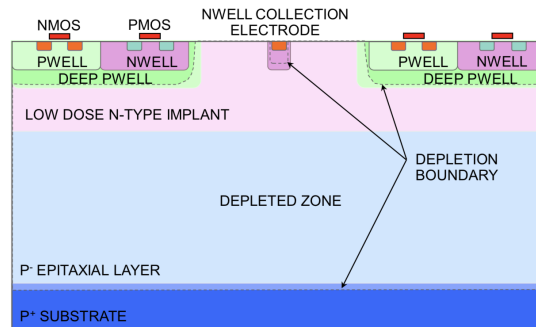 NWELL COLLECTION
ELECTRODE
NMOS
PMOS
PWELL
NWELL
DEEP PWELL
PWELL
NWELL
DEEP PWELL
LOW DOSE N-TYPE IMPLANT
DEPLETION
BOUNDARY
DEPLETED ZONE
P- EPITAXIAL LAYER
P+ SUBSTRATE